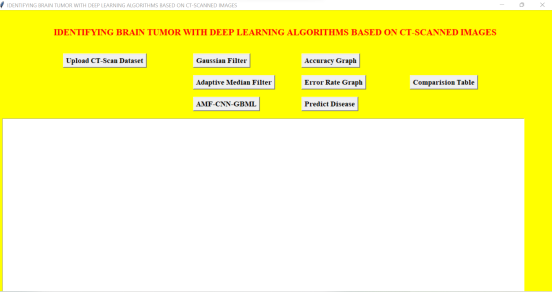 IDENTIFYING BRAIN TUMOR WITH DEEP LEARNING ALGORITHMS BASED ON CT-SCANNED IMAGES
IDENTIFYING BRAIN TUMOR WITH DEEP LEARNING ALGORITHMS BASED ON CT-SCANNED IMAGES
Upload CT-Scan Dataset Gaussian Filter Accuracy Graph
Adaptive Median Filter Error Rate Graph Comparision Table
AMF-CNN-GBML Predict Disease